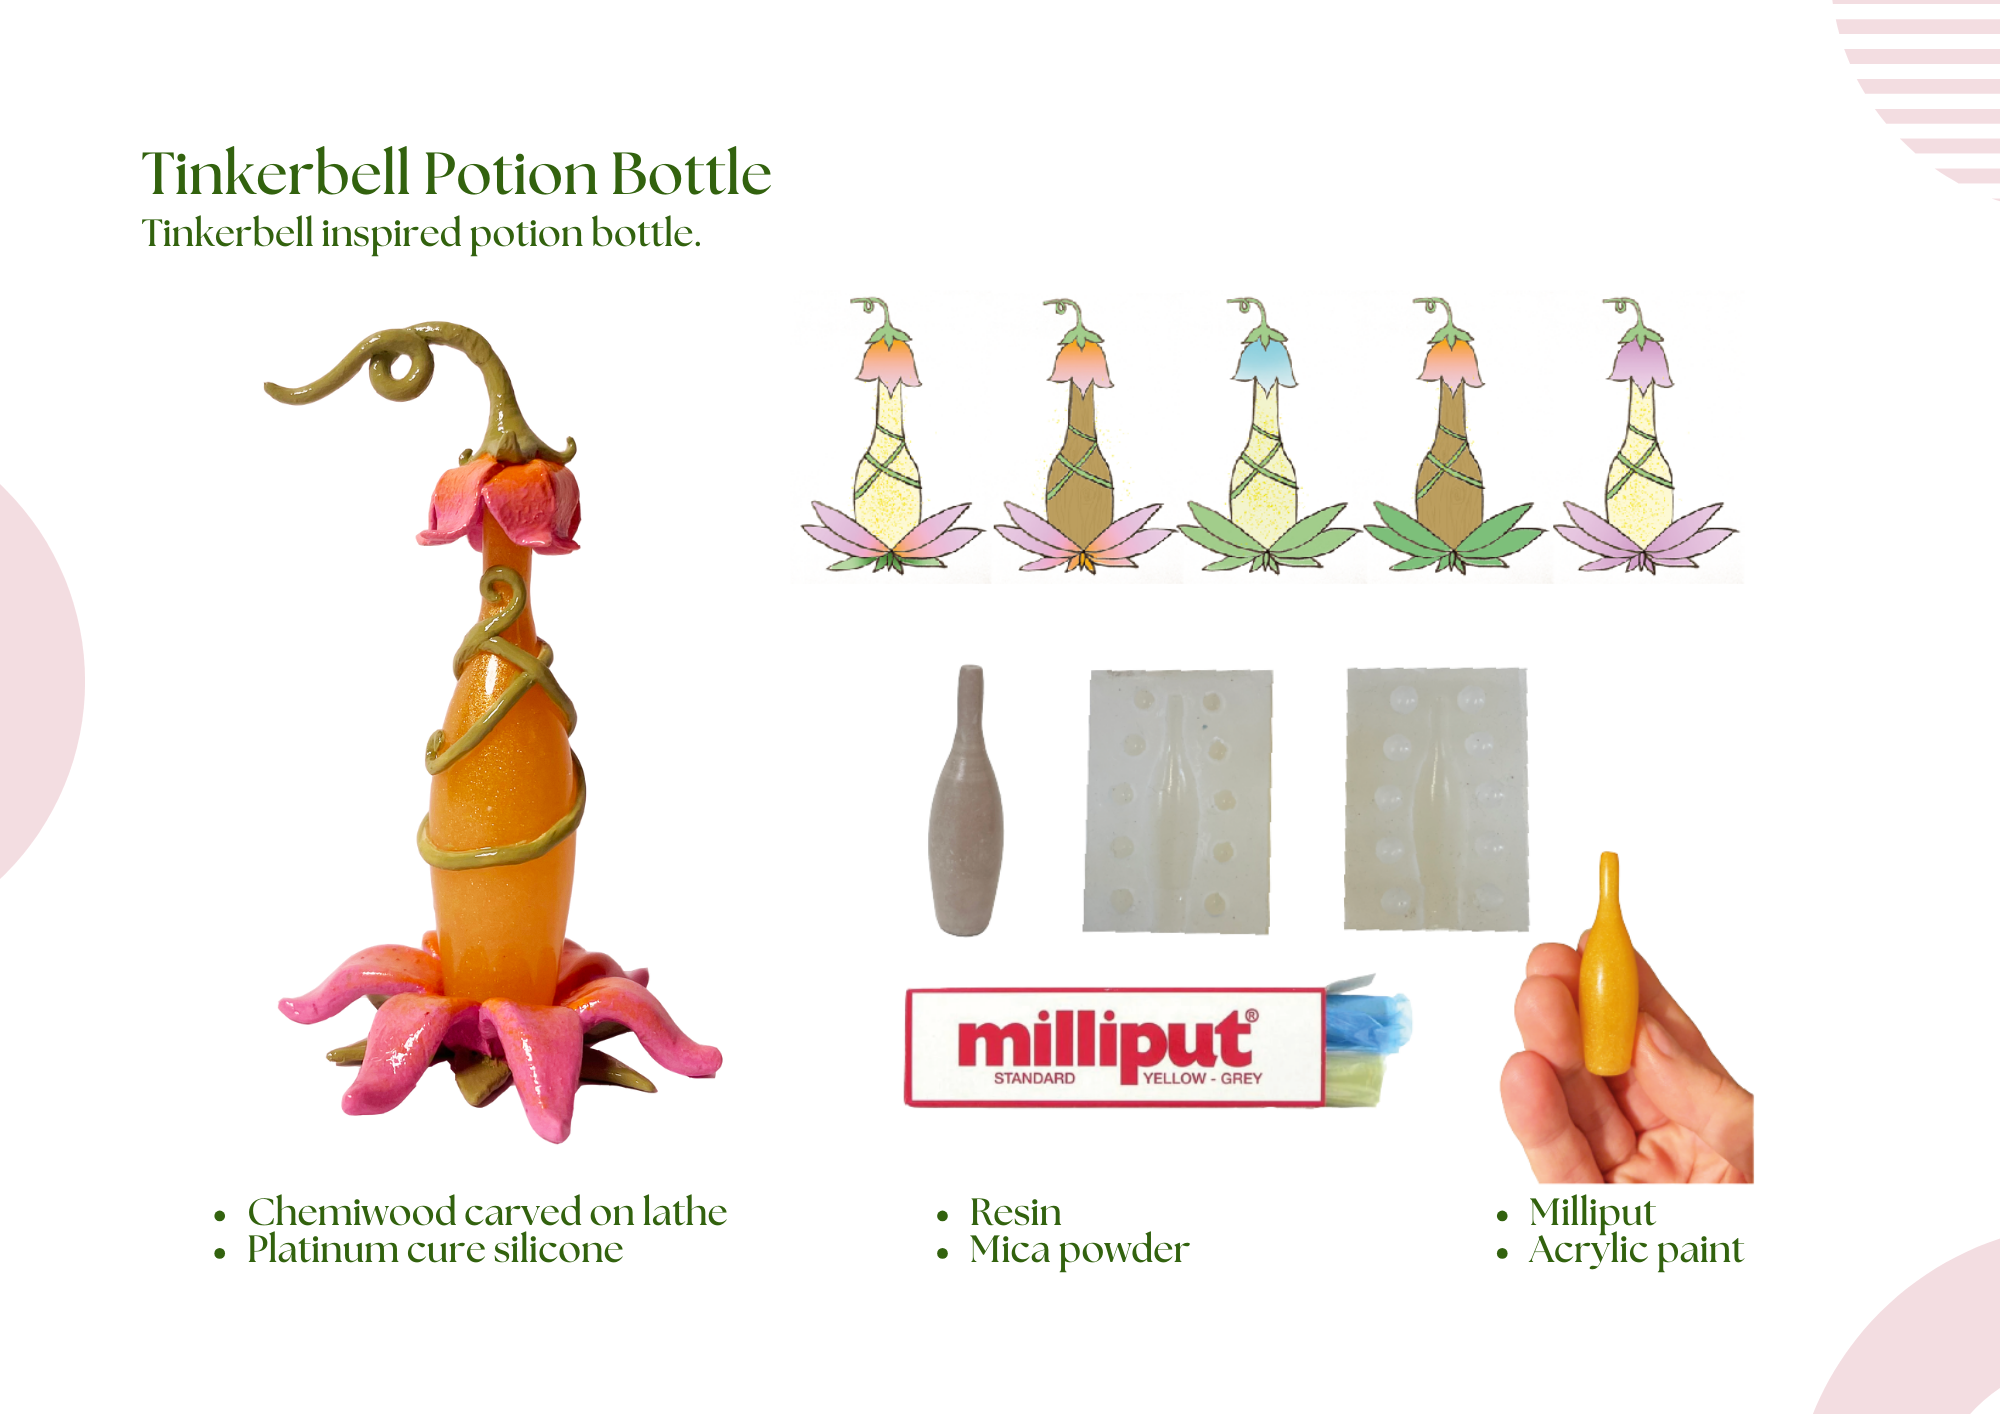 Tinkerbell Potion Bottle
Tinkerbell inspired potion bottle.
milliput®
STANDARD YELLOW - GREY
• Chemiwood carved on lathe
• Platinum cure silicone
• Resin
• Mica powder
• Milliput
• Acrylic paint